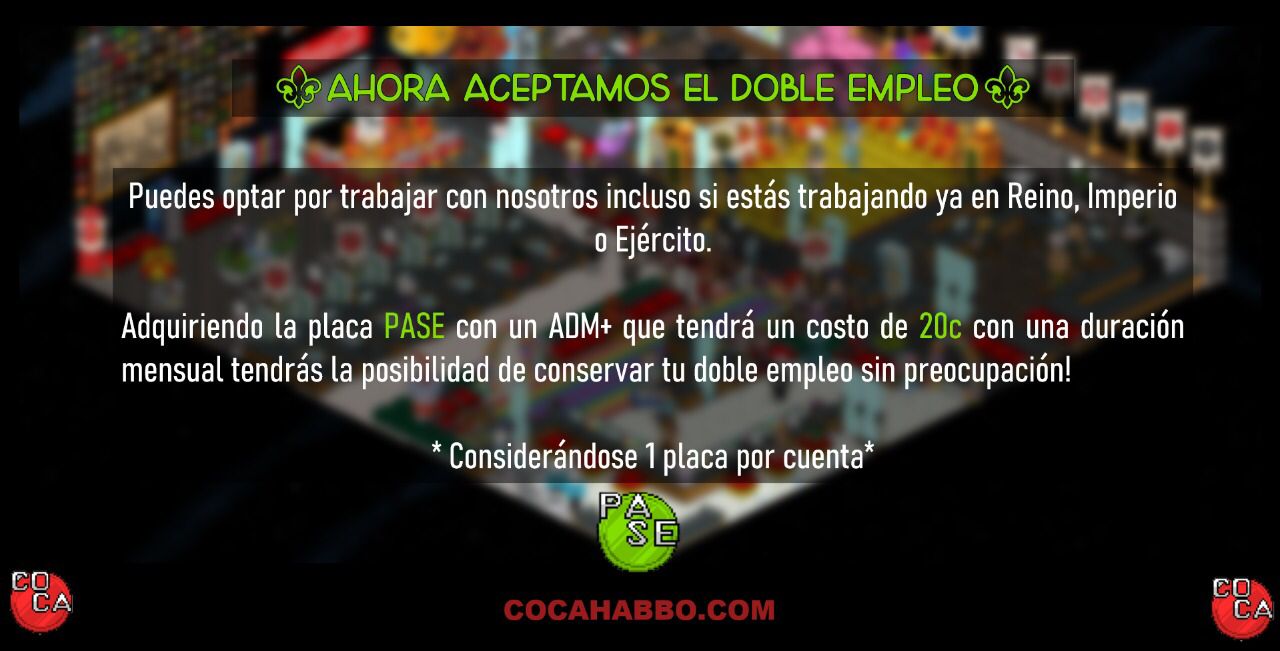 AHORA ACEPTAMOS EL DOBLE EMPLEO
Puedes optar por trabajar con nosotros incluso si estás trabajando ya en Reino, Imperio
o Ejército.
Adquiriendo la placa PASE con un ADM+ que tendrá un costo de 20c con una duración
mensual tendrás la posibilidad de conservar tu doble empleo sin preocupación!
* Considerándose 1 placa por cuenta*
PA
SE
CO
CA
COCAHABBO.COM
CO
CA